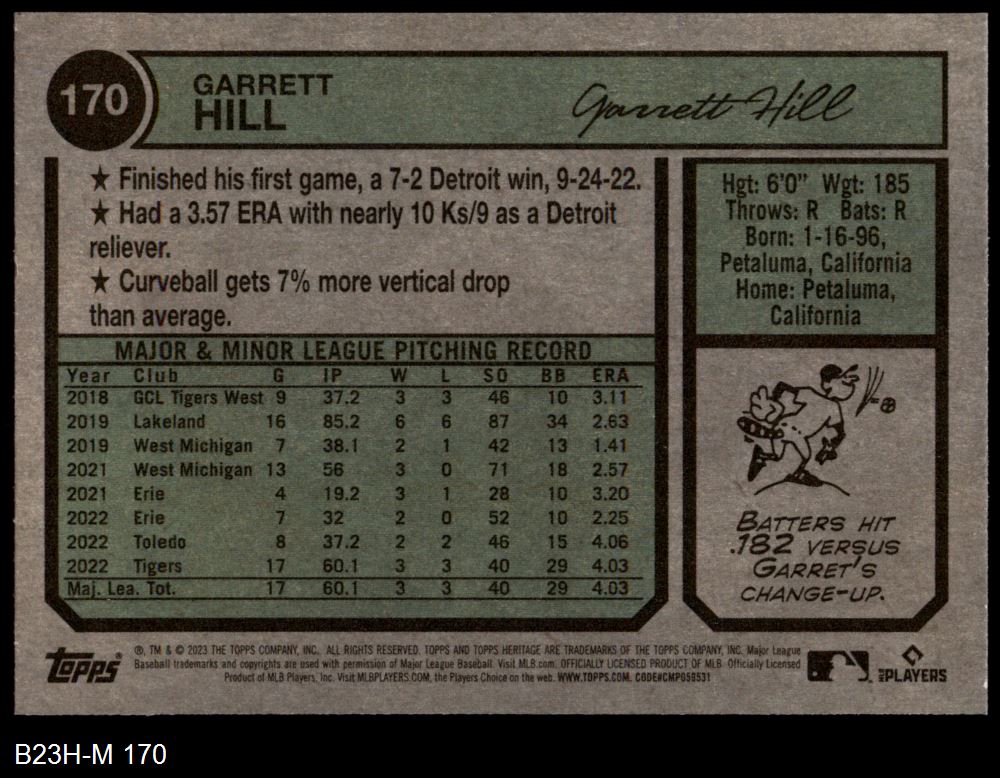 170
GARRETT
HILL
Garrett Hill
★ Finished his first game, a 7-2 Detroit win, 9-24-22.
★ Had a 3.57 ERA with nearly 10 Ks/9 as a Detroit
reliever.
★ Curveball gets 7% more vertical drop
than average.
Hgt: 6'0" Wgt: 185
Throws: R Bats: R
Born: 1-16-96,
Petaluma, California
Home: Petaluma,
California
MAJOR & MINOR LEAGUE PITCHING RECORD
Year Club G IP W L SO BB ERA
2018 GCL Tigers West 9 37.2 3 3 46 10 3.11
2019 Lakeland 16 85.2 6 6 87 34 2.63
2019 West Michigan 7 38.1 2 1 42 13 1.41
2021 West Michigan 13 56 3 0 71 18 2.57
2021 Erie 4 19.2 3 1 28 10 3.20
2022 Erie 7 32 2 0 52 10 2.25
2022 Toledo 8 37.2 2 2 46 15 4.06
2022 Tigers 17 60.1 3 3 40 29 4.03
Maj. Lea. Tot. 17 60.1 3 3 40 29 4.03
BATTERS HIT
.182 VERSUS
GARRET'S
CHANGE-UP.
TOPPS
®, TM & © 2023 THE TOPPS COMPANY, INC. ALL RIGHTS RESERVED. TOPPS AND TOPPS HERITAGE ARE TRADEMARKS OF THE TOPPS COMPANY, INC. Major League
Baseball trademarks and copyrights are used with permission of Major League Baseball. Visit MLB.com. OFFICIALLY LICENSED PRODUCT OF MLB Officially Licensed
Product of MLB Players, Inc. Visit MLBPLAYERS.COM, the Players Choice on the web. WWW.TOPPS.COM. CODE#CMP059531
MLB PLAYERS
B23H-M 170